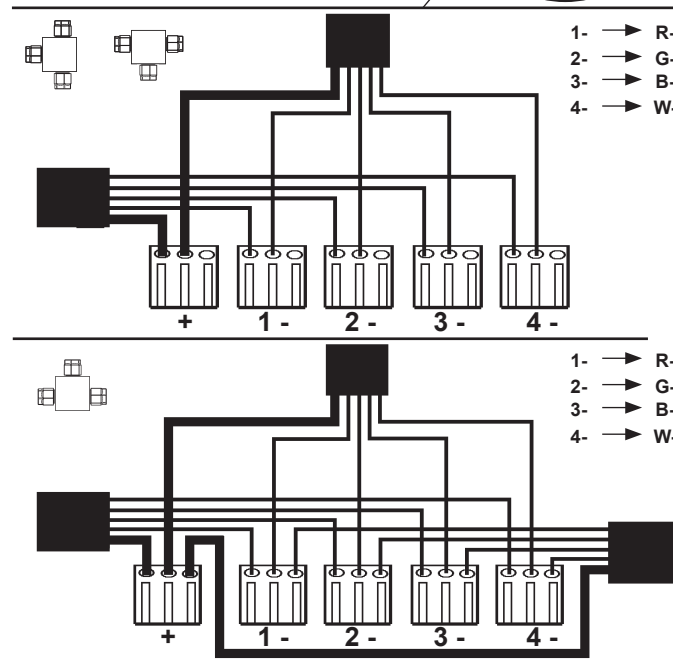 1- → R-
2- → G-
3- → B-
4- → W-
+ 1 - 2 - 3 - 4 -
1- → R-
2- → G-
3- → B-
4- → W-
+ 1 - 2 - 3 - 4 -